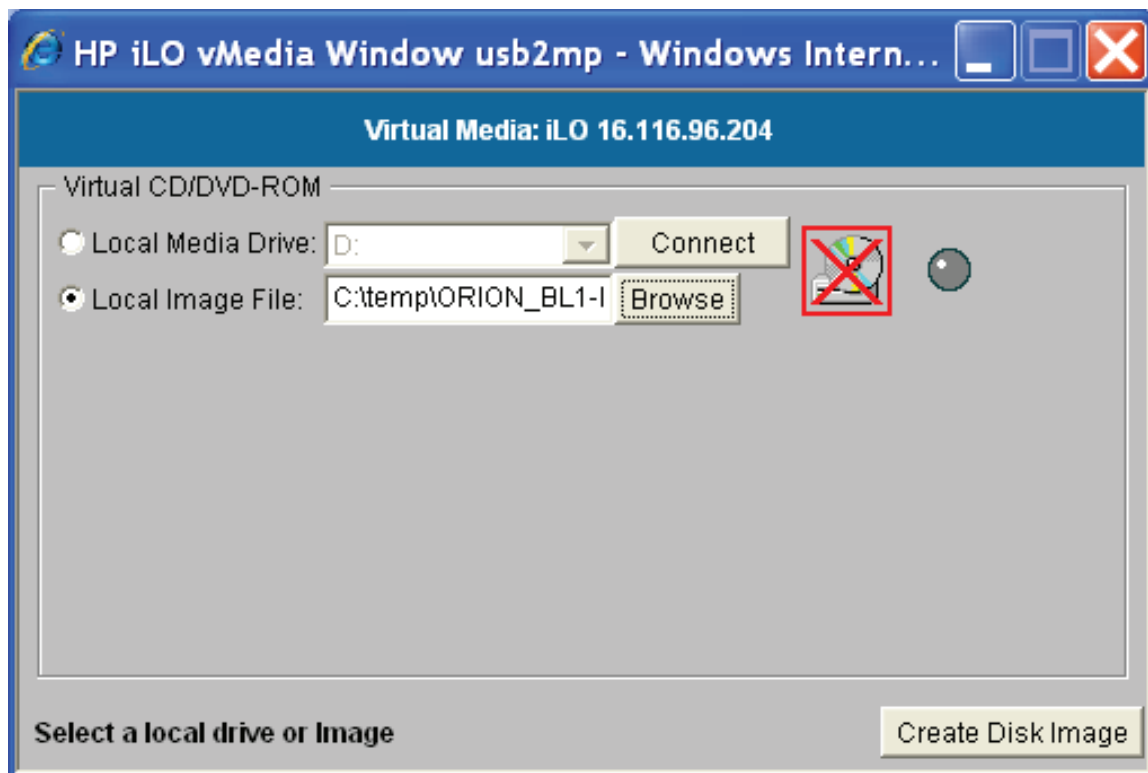 HP iLO vMedia Window usb2mp - Windows Intern...
Virtual Media: iLO 16.116.96.204
Virtual CD/DVD-ROM
Local Media Drive: D: Connect
Local Image File: C:\temp\ORION_BL1-I Browse
Select a local drive or Image Create Disk Image